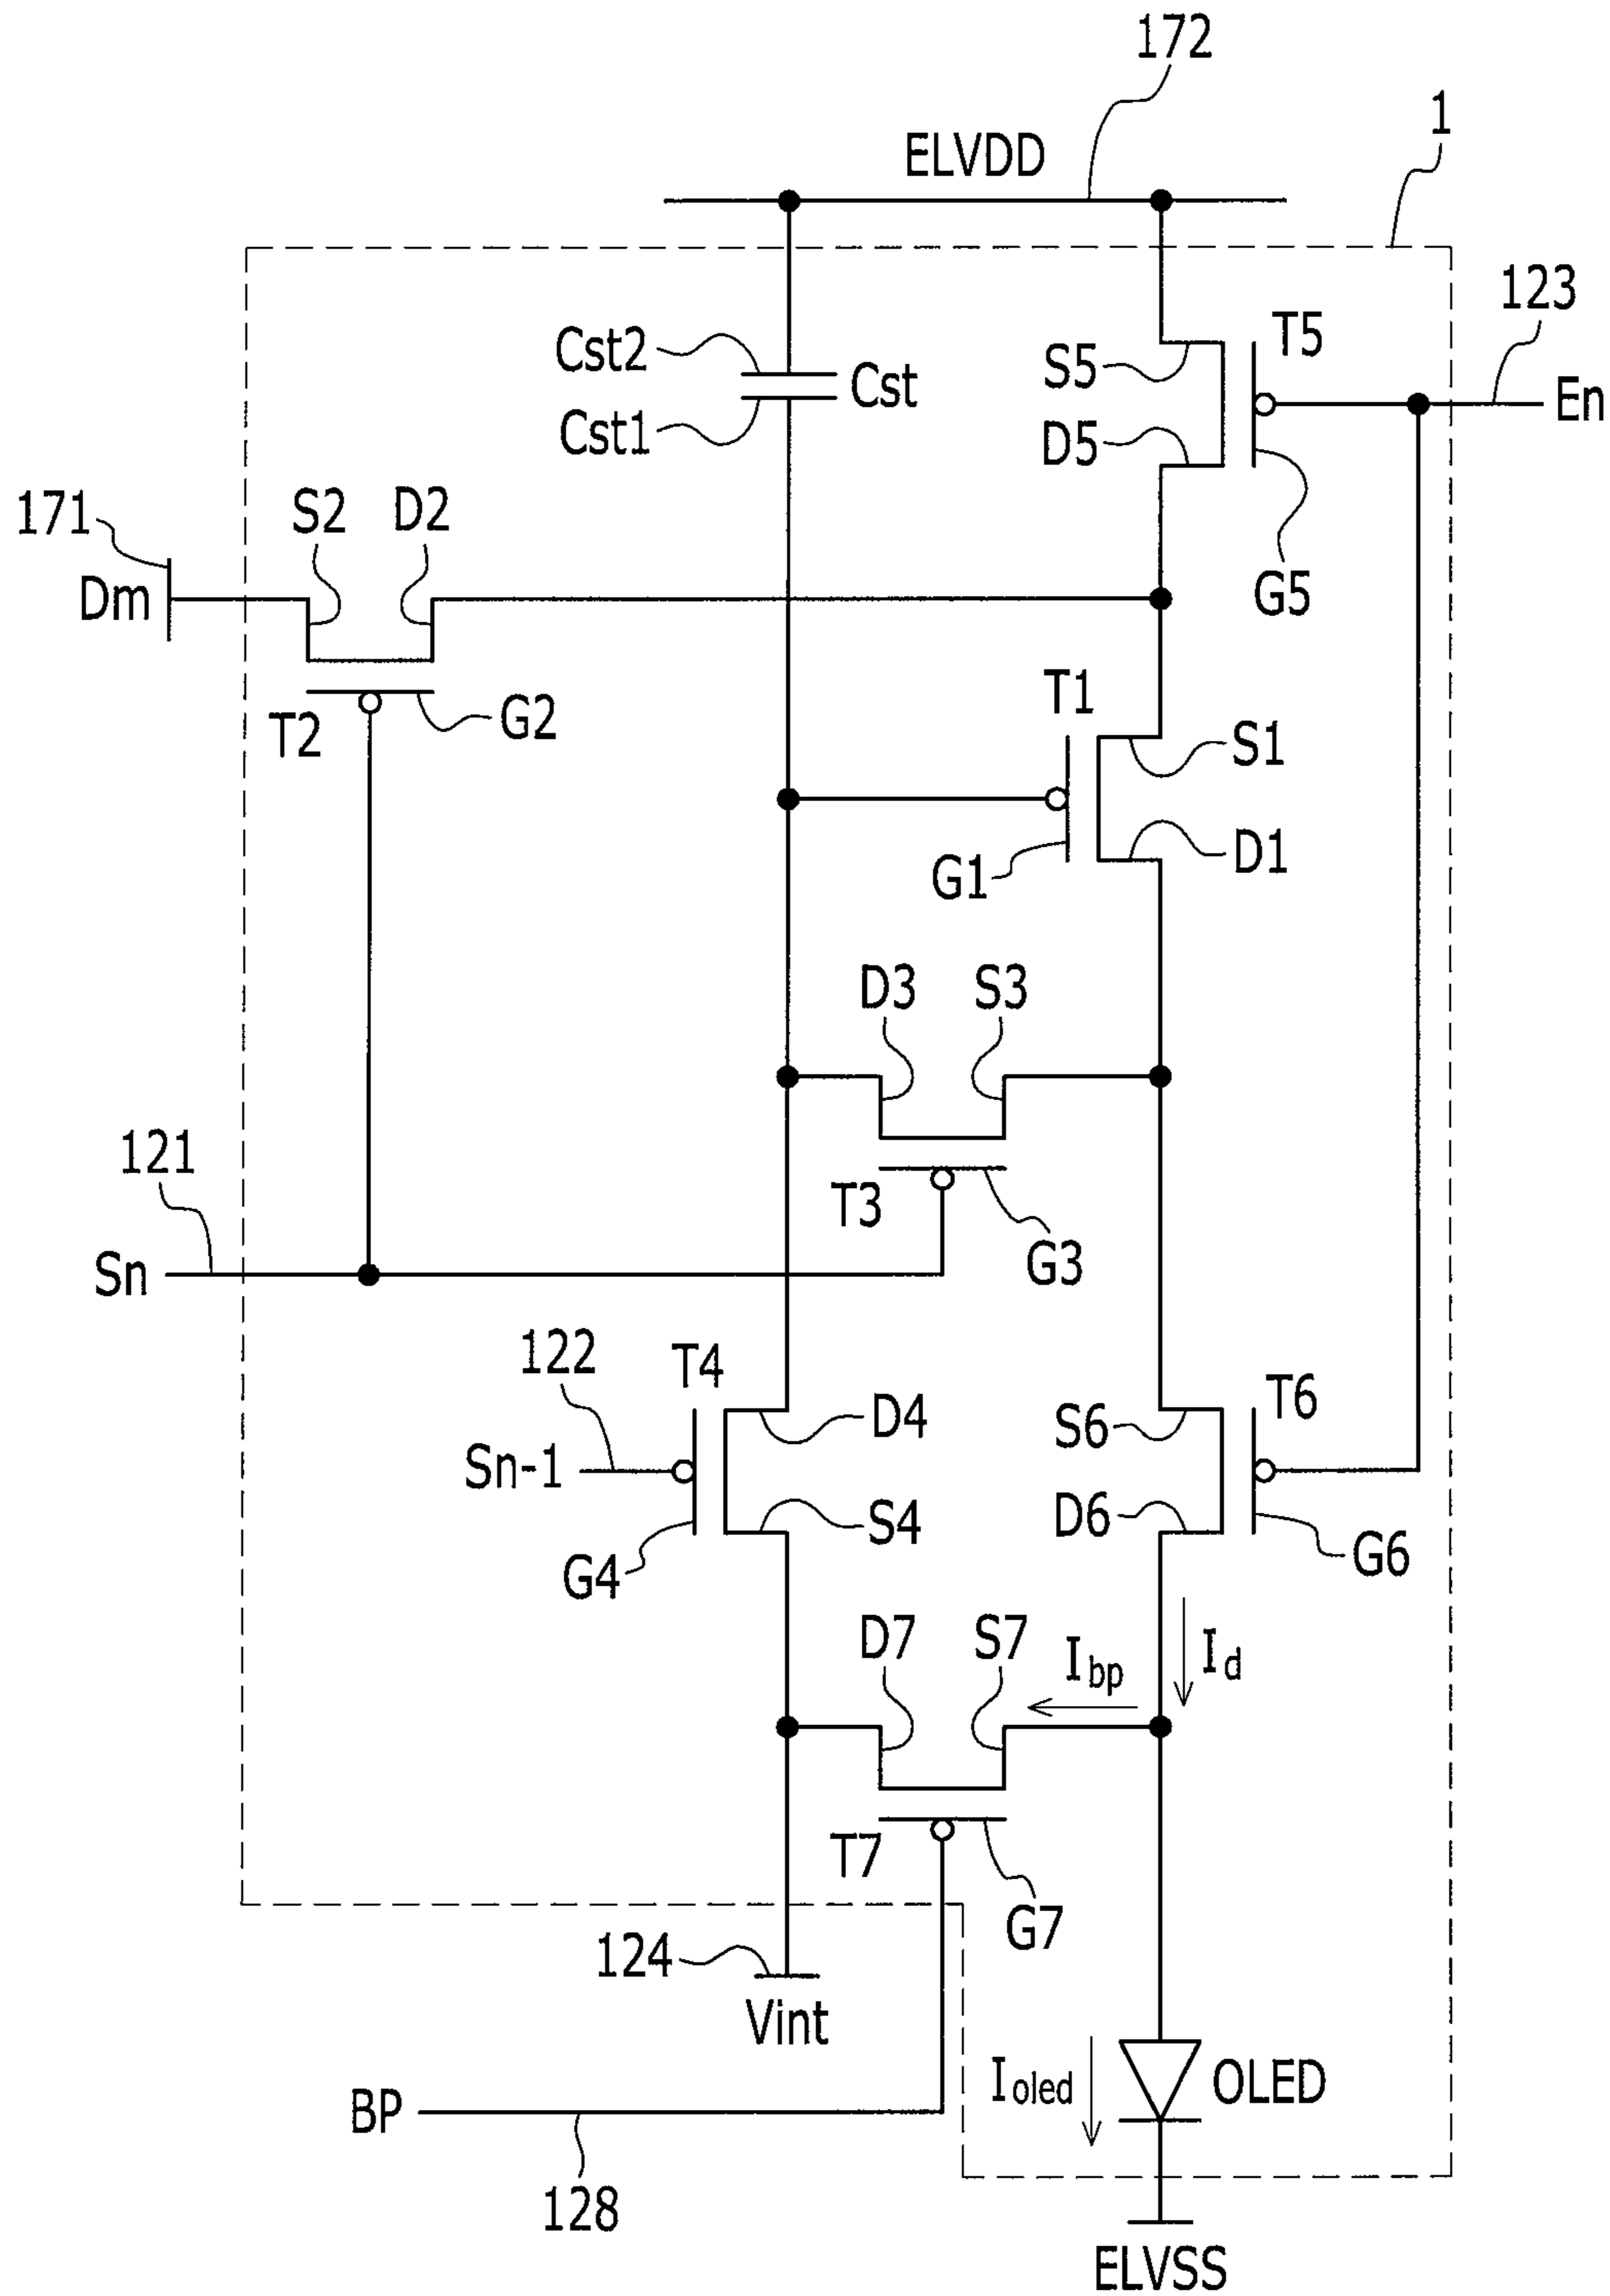 172
1
ELVDD
123
T5
Cst2
S5
Cst
En
Cst1
D5
171
S2
D2
Dm
G5
T1
G2
T2
S1
G1
D1
D3
S3
121
T3
G3
Sn
122
T4
T6
D4
S6
Sn-1
S4
D6
G4
G6
D7
S7
Ibp
Id
T7
G7
124
Vint
Ioled
OLED
BP
128
ELVSS